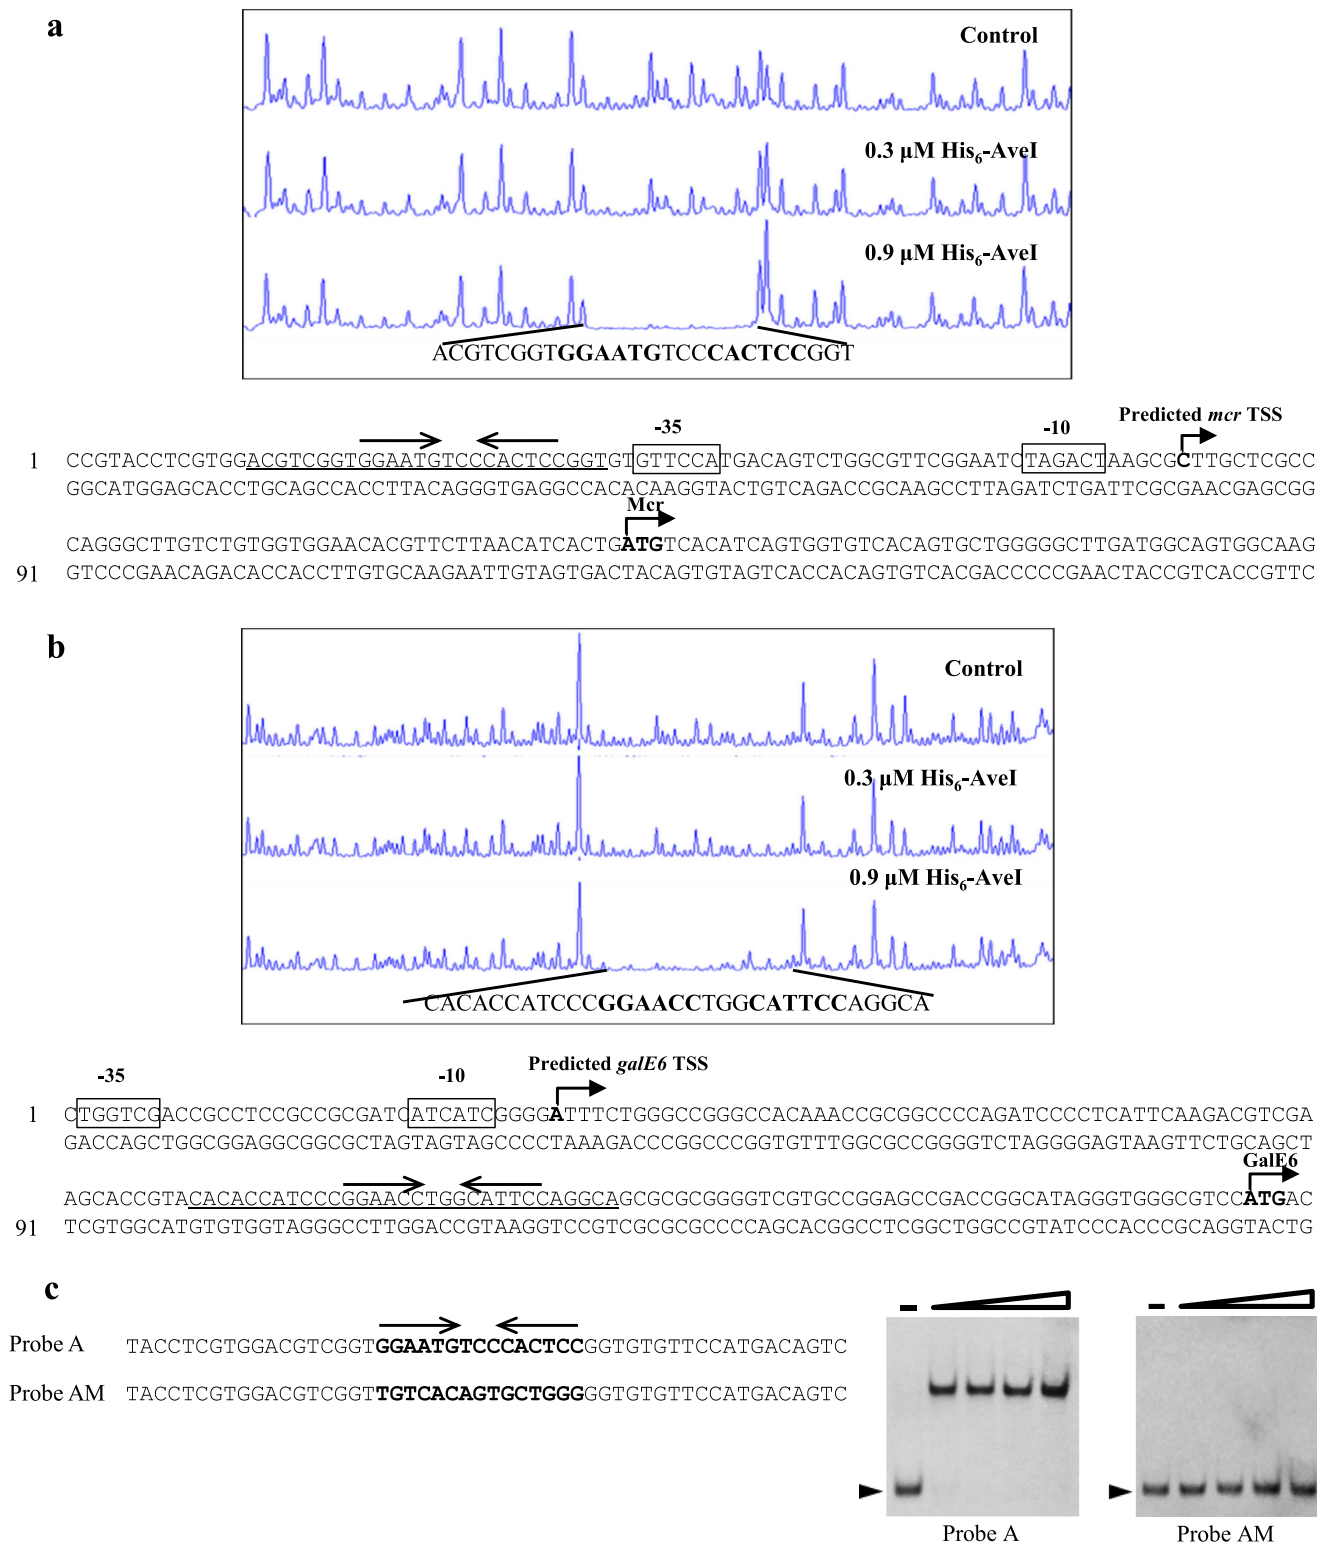 a
Control
0.3 µM His6-AveI
0.9 µM His6-AveI
ACGTCGGTGGAATGTCCCACTCCGGT
-35
-10
Predicted mcr TSS
1 CCGTACCTCGTGGACGTCGGTGGAATGTCCCACTCCGGTGTGTTCCATGACAGTCTGGCGTTCGGAATCTAGACTAAGCGCTTGCTCGCC
GGCATGGAGCACCTGCAGCCACCTTACAGGGTGAGGCCACACAAGGTACTGTCAGACCGCAAGCCTTAGATCTGATTCGCGAACGAGCGG
Mcr
CAGGGCTTGTCTGTGGTGGAACACGTTCTTAACATCACTGATGTCACATCAGTGGTGTCACAGTGCTGGGGGCTTGATGGCAGTGGCAAG
91 GTCCCGAACAGACACCACCTTGTGCAAGAATTGTAGTGACTACAGTGTAGTCACCACAGTGTCACGACCCCCGAACTACCGTCACCGTTC
b
Control
0.3 µM His6-AveI
0.9 µM His6-AveI
CACACCATCCCGGAACCTGGCATTCCAGGCA
-35
-10
Predicted galE6 TSS
1 CTGGTCGACCGCCTCCGCCGCGATCATCATCGGGGATTTCTGGGCCGGGCCACAAACCGCGGCCCCAGATCCCCTCATTCAAGACGTCGA
GACCAGCTGGCGGAGGCGGCGCTAGTAGTAGCCCCTAAAGACCCGGCCCGGTGTTTGGCGCCGGGGTCTAGGGGAGTAAGTTCTGCAGCT
GalE6
AGCACCGTACACACCATCCCGGAACCTGGCATTCCAGGCAGCGCGCGGGGTCGTGCCGGAGCCGACCGGCATAGGGTGGGCGTCCATGAC
91 TCGTGGCATGTGTGGTAGGGCCTTGGACCGTAAGGTCCGTCGCGCGCCCCAGCACGGCCTCGGCTGGCCGTATCCCACCCGCAGGTACTG
c
Probe A TACCTCGTGGACGTCGGTGGAATGTCCCACTCCGGTGTGTTCCATGACAGTC
Probe AM TACCTCGTGGACGTCGGTTGTCACAGTGCTGGGGGTGTGTTCCATGACAGTC
Probe A
Probe AM